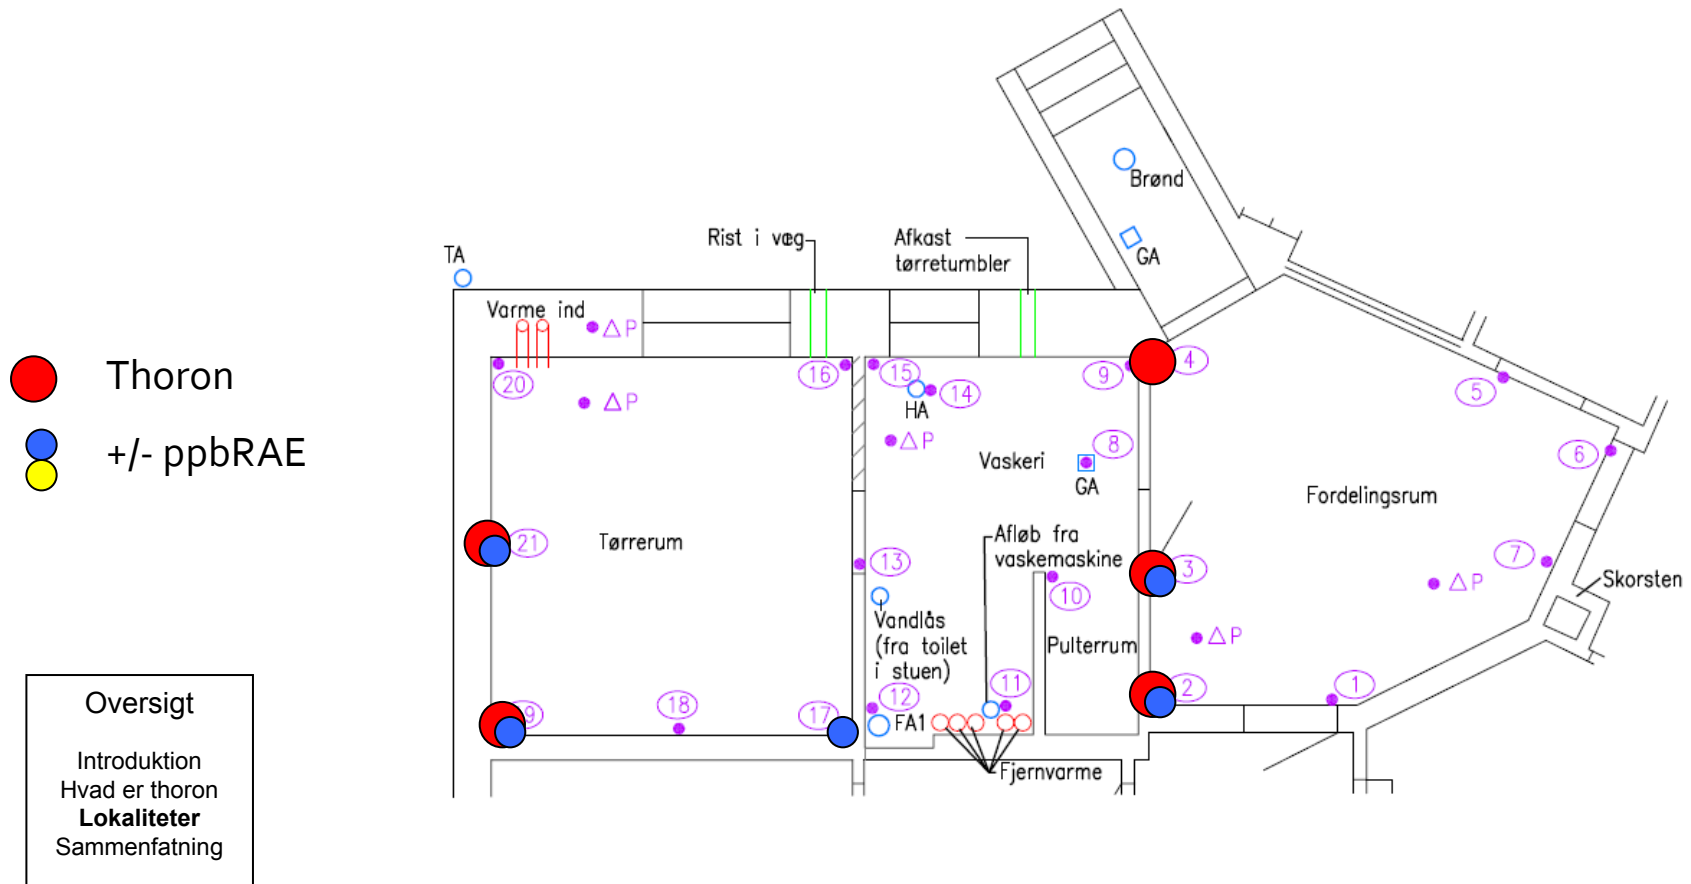 Brønd
GA
Rist i væg
Afkast
tørretumbler
TA
Varme ind
△P
20
16
15
9
4
5
Thoron
△P
14
HA
△P
8
6
+/- ppbRAE
Vaskeri
GA
Fordelingsrum
21
Tørrerum
Afløb fra
vaskemaskine
13
3
7
10
△P
Skorsten
Vandlås
(fra toilet
i stuen)
Pulterrum
△P
12
11
2
1
9
18
17
FA1
Fjernvarme
Oversigt
Introduktion
Hvad er thoron
Lokaliteter
Sammenfatning